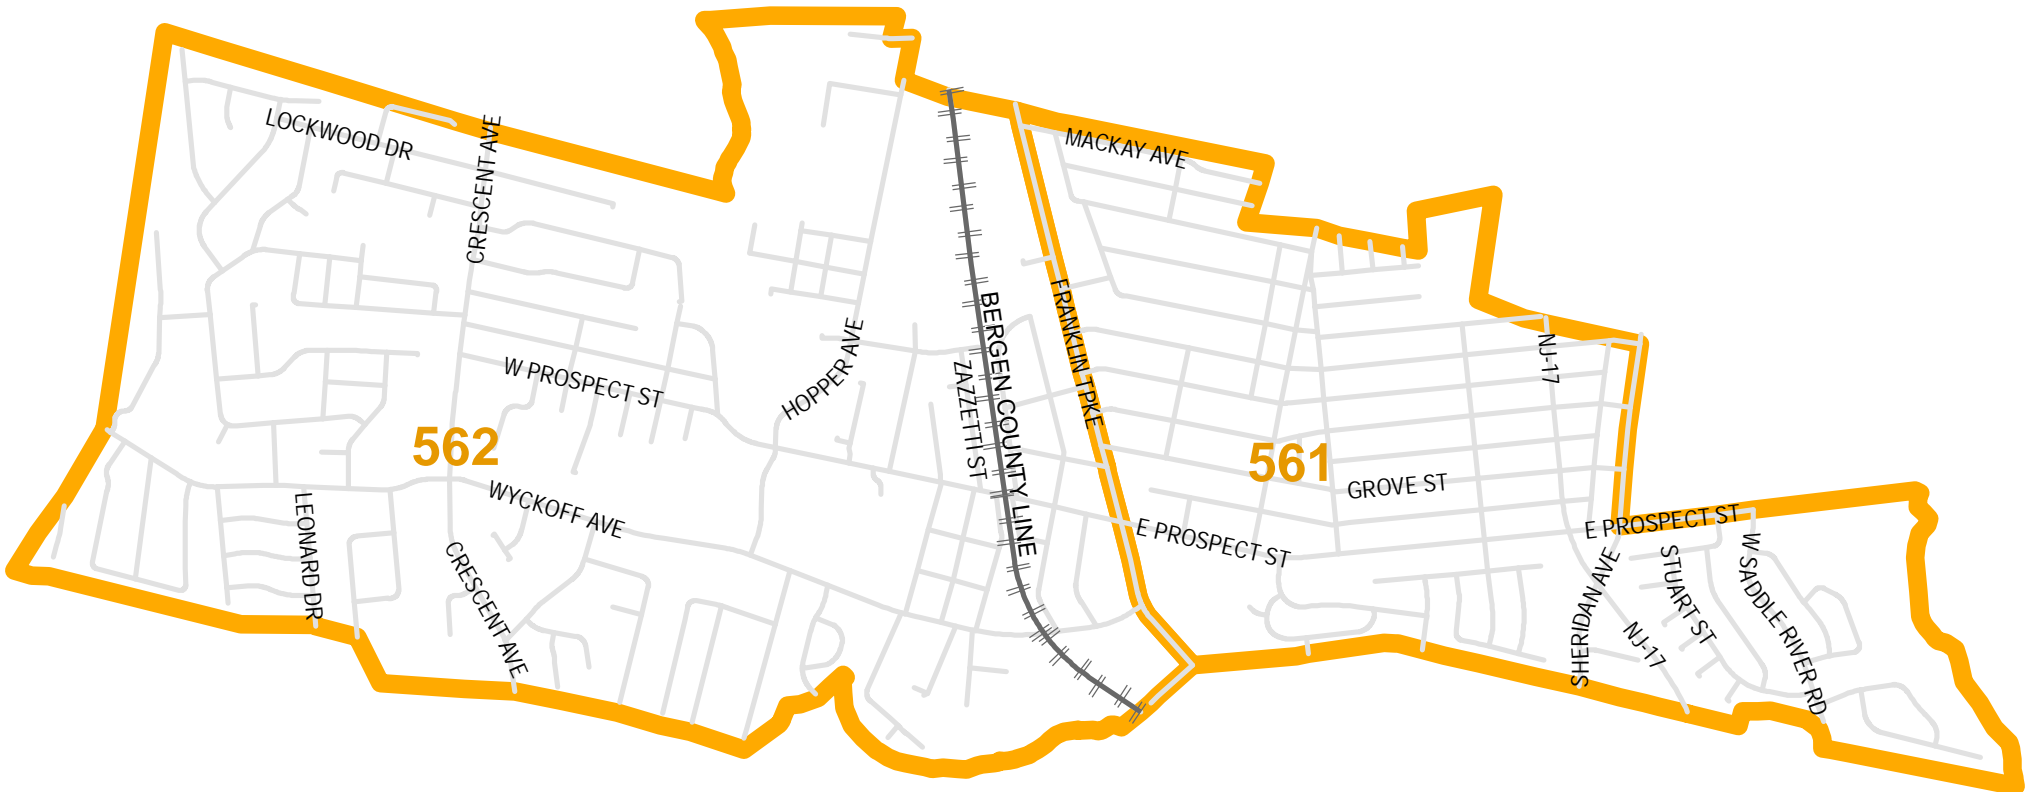 LOCKWOOD DR
CRESCENT AVE
MACKAY AVE
BERGEN COUNTY LINE
FRANKLIN TPKE
HOPPER AVE
ZAZZETTI ST
W PROSPECT ST
NJ-17
562
561
GROVE ST
WYCKOFF AVE
LEONARD DR
CRESCENT AVE
E PROSPECT ST
E PROSPECT ST
SHERIDAN AVE
STUART ST
W SADDLE RIVER RD
NJ-17